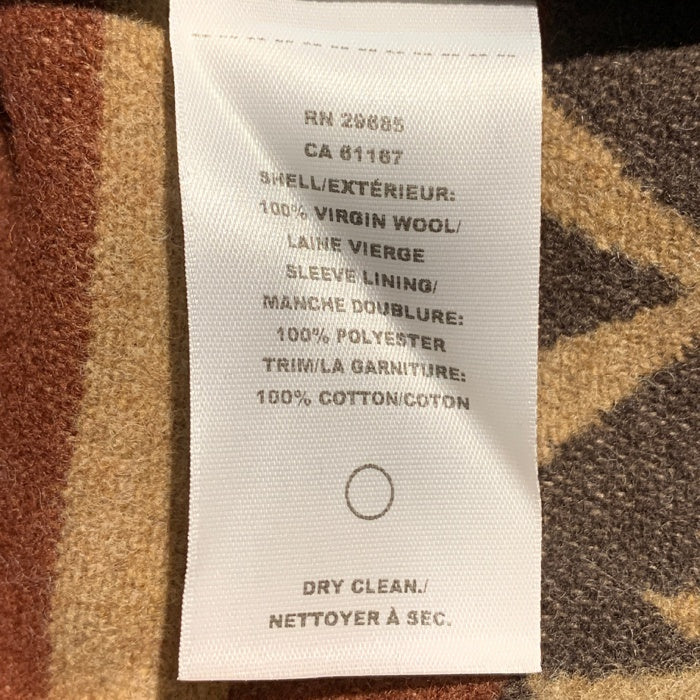 RN 29685
CA 61167
SHELL/EXTÉRIEUR:
100% VIRGIN WOOL/
LAINE VIERGE
SLEEVE LINING/
MANCHE DOUBLURE:
100% POLYESTER
TRIM/LA GARNITURE:
100% COTTON/COTON
DRY CLEAN./
NETTOYER À SEC.